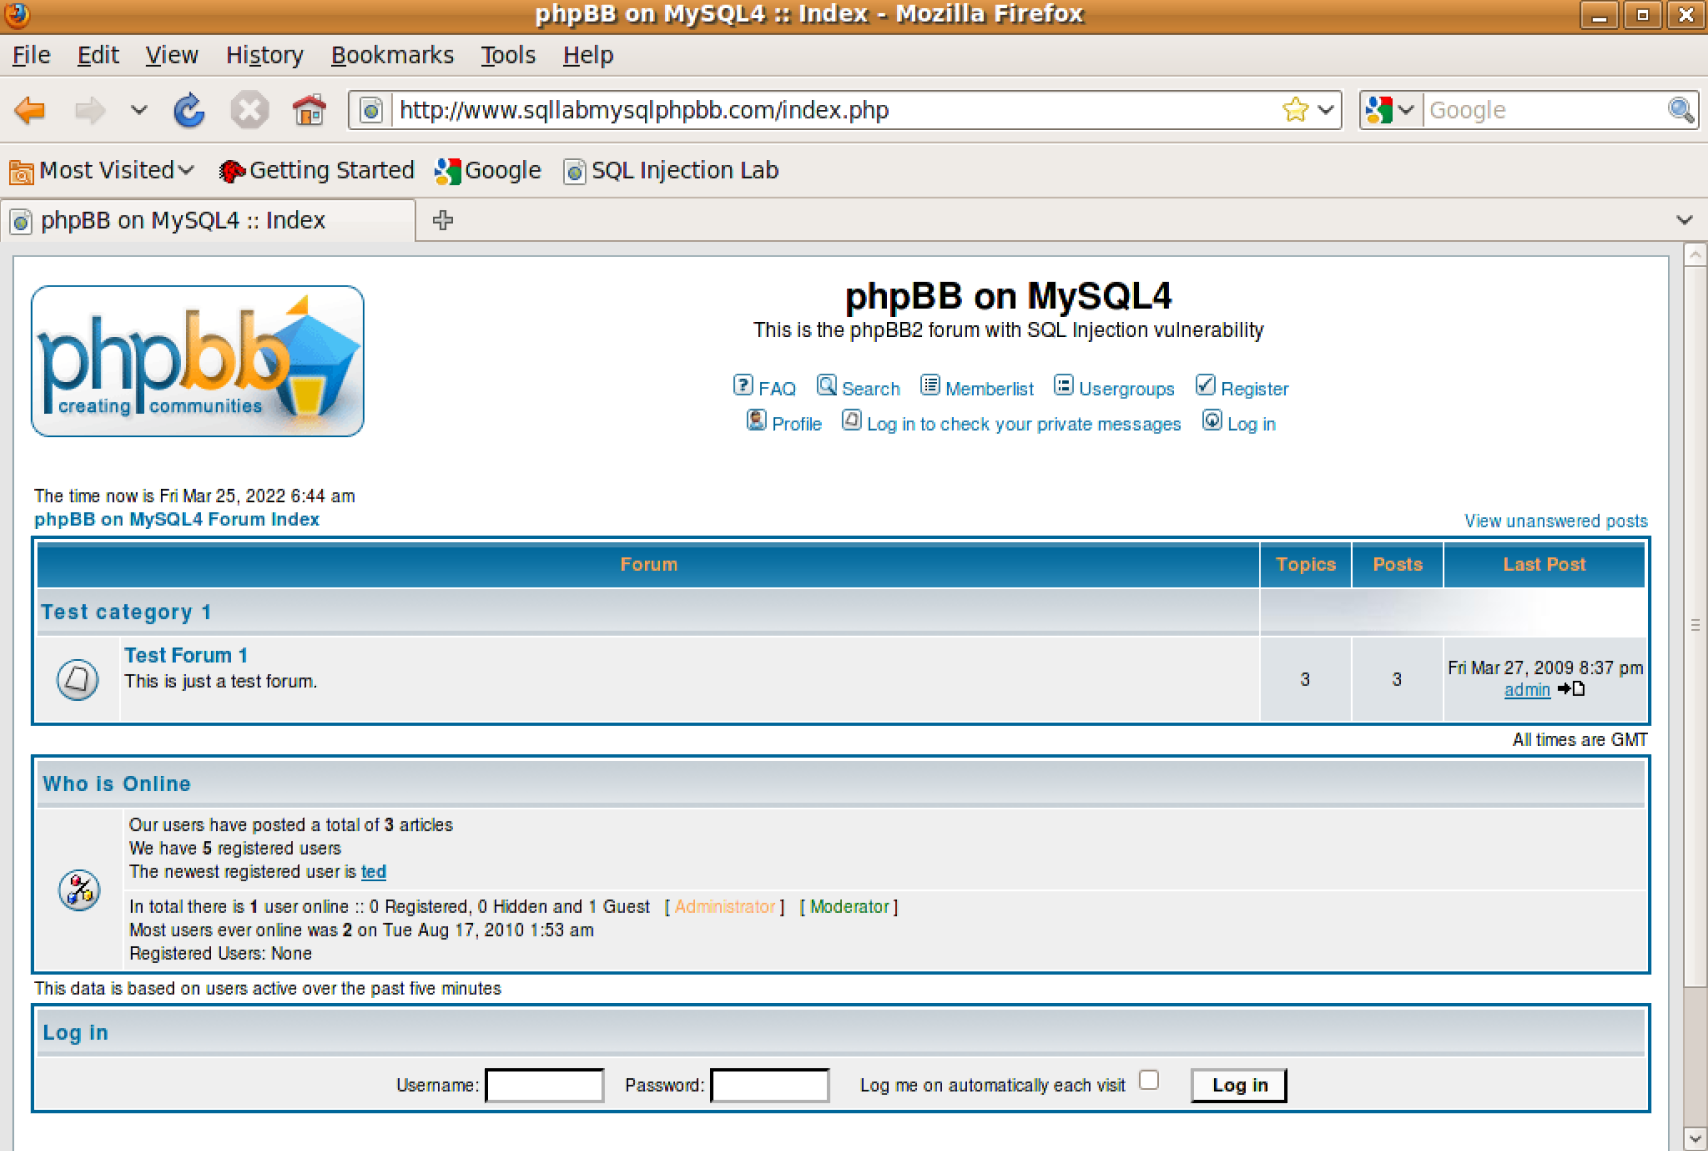 phpBB on MySQL4 :: Index - Mozilla Firefox
File Edit View History Bookmarks Tools Help
http://www.sqllabmysqlphpbb.com/index.php Google
Most Visited Getting Started Google SQL Injection Lab
phpBB on MySQL4 :: Index
phpbb
creating communities
phpBB on MySQL4
This is the phpBB2 forum with SQL Injection vulnerability
FAQ Search Memberlist Usergroups Register
Profile Log in to check your private messages Log in
The time now is Fri Mar 25, 2022 6:44 am
phpBB on MySQL4 Forum Index
View unanswered posts
Forum Topics Posts Last Post
Test category 1
Test Forum 1
This is just a test forum.
3 3
Fri Mar 27, 2009 8:37 pm
admin
All times are GMT
Who is Online
Our users have posted a total of 3 articles
We have 5 registered users
The newest registered user is ted
In total there is 1 user online :: 0 Registered, 0 Hidden and 1 Guest [ Administrator ] [ Moderator ]
Most users ever online was 2 on Tue Aug 17, 2010 1:53 am
Registered Users: None
This data is based on users active over the past five minutes
Log in
Username: Password: Log me on automatically each visit Log in